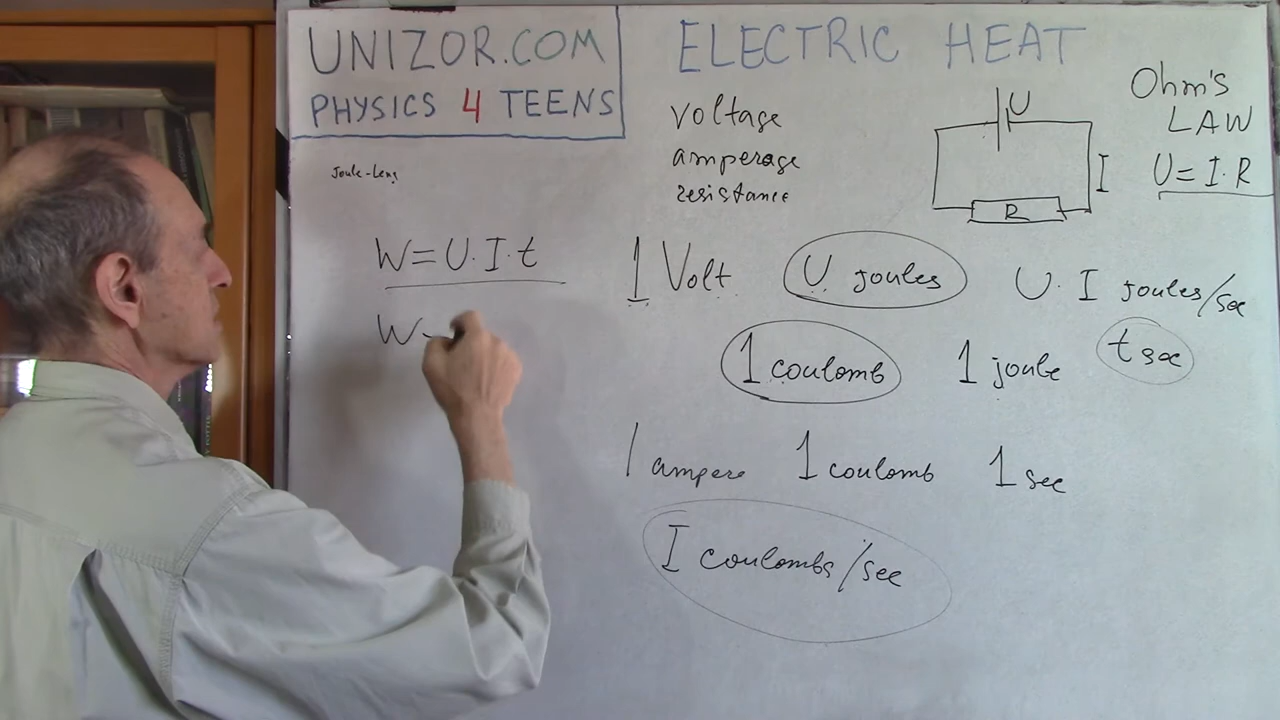 UNIZOR.COM
PHYSICS 4 TEENS
Joule-Lenz
W=U·I·t
W
ELECTRIC HEAT
voltage
amperage
resistance
U
I
R
Ohm's
LAW
U=I·R
1 Volt U joules U·I joules/sec
1 coulomb 1 joule t sec
1 ampere 1 coulomb 1 sec
I coulombs/sec